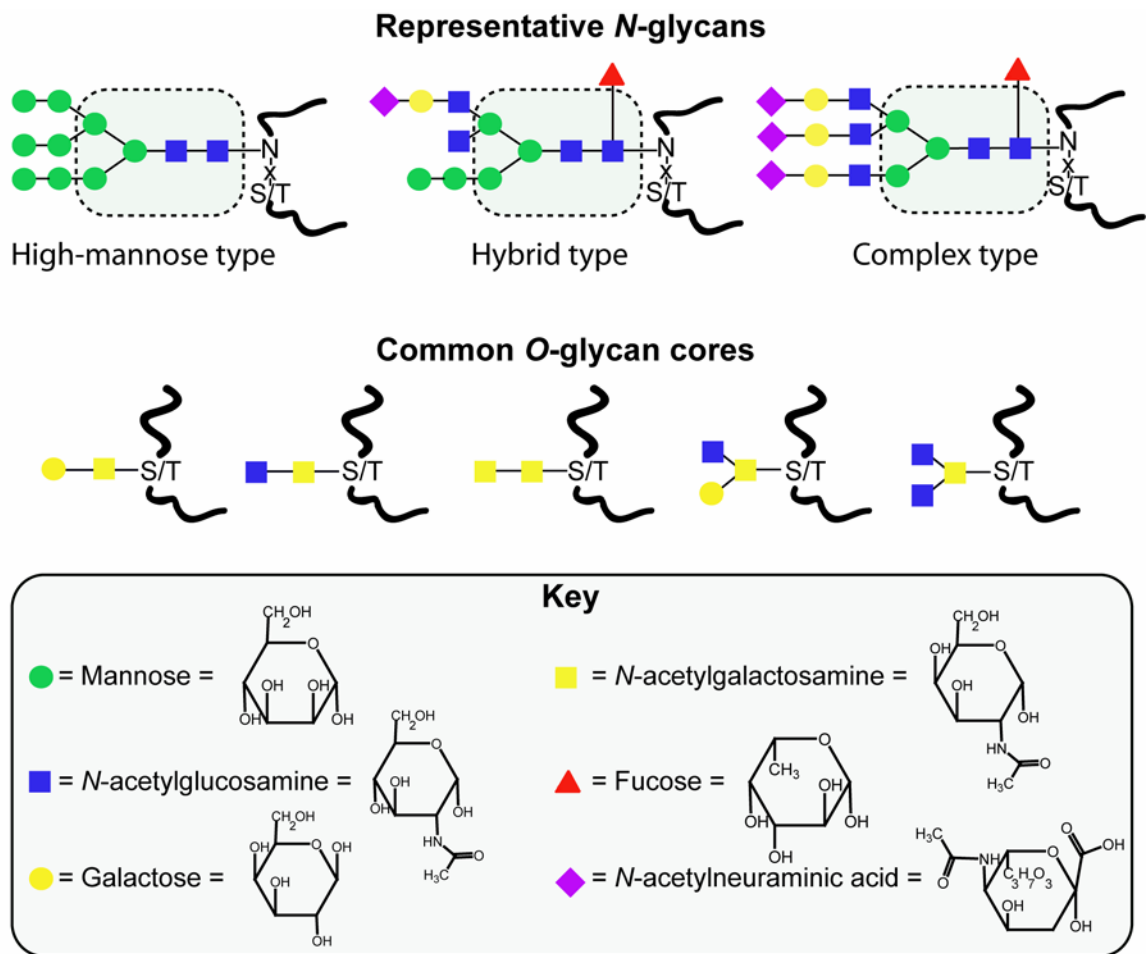 Representative N-glycans
N
x
S/T
N
x
S/T
N
x
S/T
High-mannose type
Hybrid type
Complex type
Common O-glycan cores
S/T
S/T
S/T
S/T
S/T
Key
= Mannose =
CH2OH
O
OH
OH
OH
OH
= N-acetylgalactosamine =
CH2OH
O
OH
OH
OH
HN
O
H3C
= N-acetylglucosamine =
CH2OH
O
OH
OH
OH
HN
O
H3C
= Fucose =
O
CH3
OH
OH
OH
OH
= Galactose =
CH2OH
O
OH
OH
OH
OH
= N-acetylneuraminic acid =
H3C
O
NH
O
C3H7O3
O
OH
OH
OH